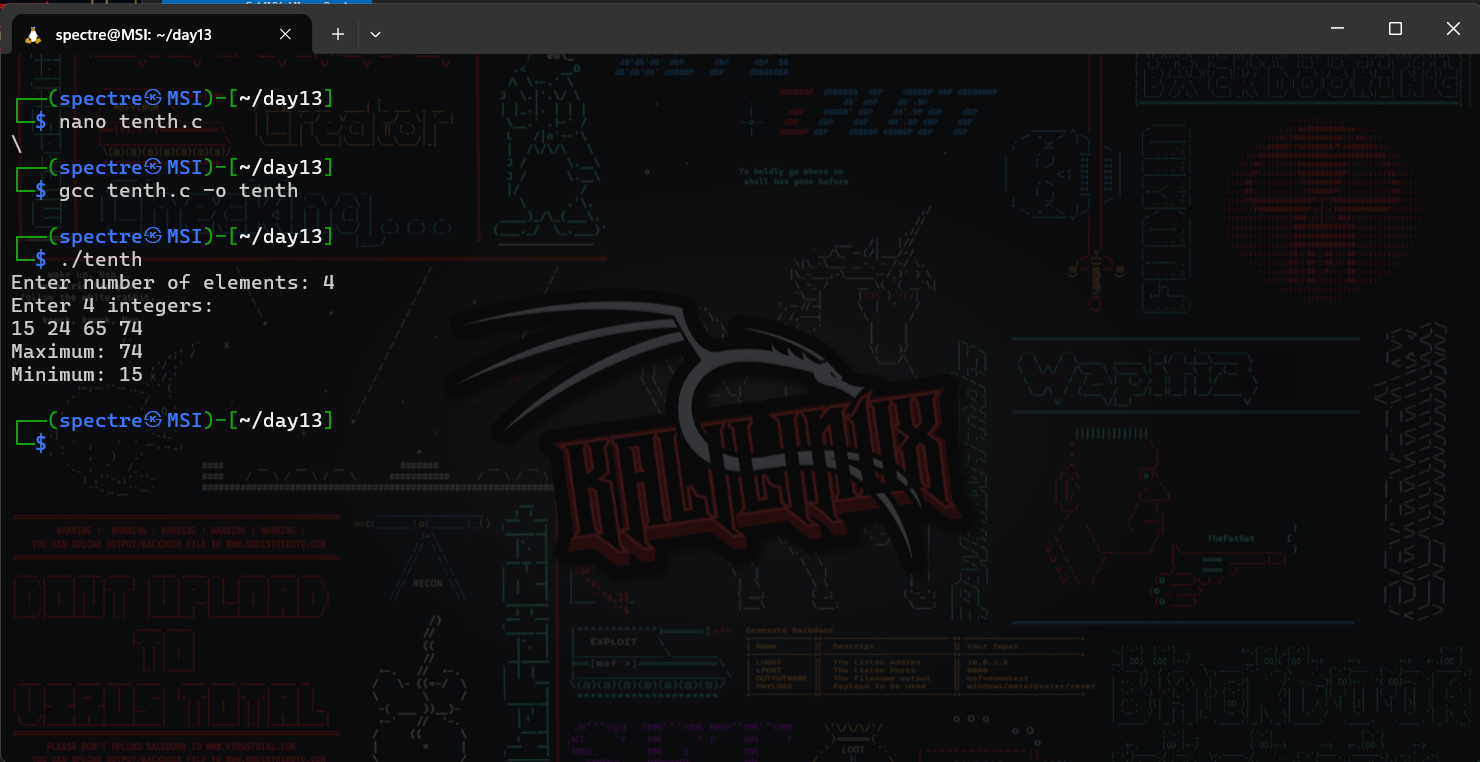 spectre@MSI: ~/day13
┌──(spectre㉿MSI)-[~/day13]
└─$ nano tenth.c
\
┌──(spectre㉿MSI)-[~/day13]
└─$ gcc tenth.c -o tenth
┌──(spectre㉿MSI)-[~/day13]
└─$ ./tenth
Enter number of elements: 4
Enter 4 integers:
15 24 65 74
Maximum: 74
Minimum: 15
┌──(spectre㉿MSI)-[~/day13]
└─$
To boldly go where no
shell has gone before
Creator
BACKDOORING
KALI LINUX
WARNING ! WARNING ! WARNING ! WARNING ! WARNING !
YOU CAN UPLOAD OUTPUT/BACKDOOR FILE TO WWW.NODISTRIBUTE.COM
DONT UPLOAD
TO
VIRUS TOTAL
PLEASE DON'T UPLOAD BACKDOOR TO WWW.VIRUSTOTAL.COM
RECON
EXPLOIT
[msf >]
Generate Backdoor
Name Descript Your Input
LHOST The Listen Addres 10.0.2.6
LPORT The Listen Ports 8080
OUTPUTNAME The Filename output msfvenomtest
PAYLOAD Payload To Be Used windows/meterpreter/rever
LOOT
TheFatRat